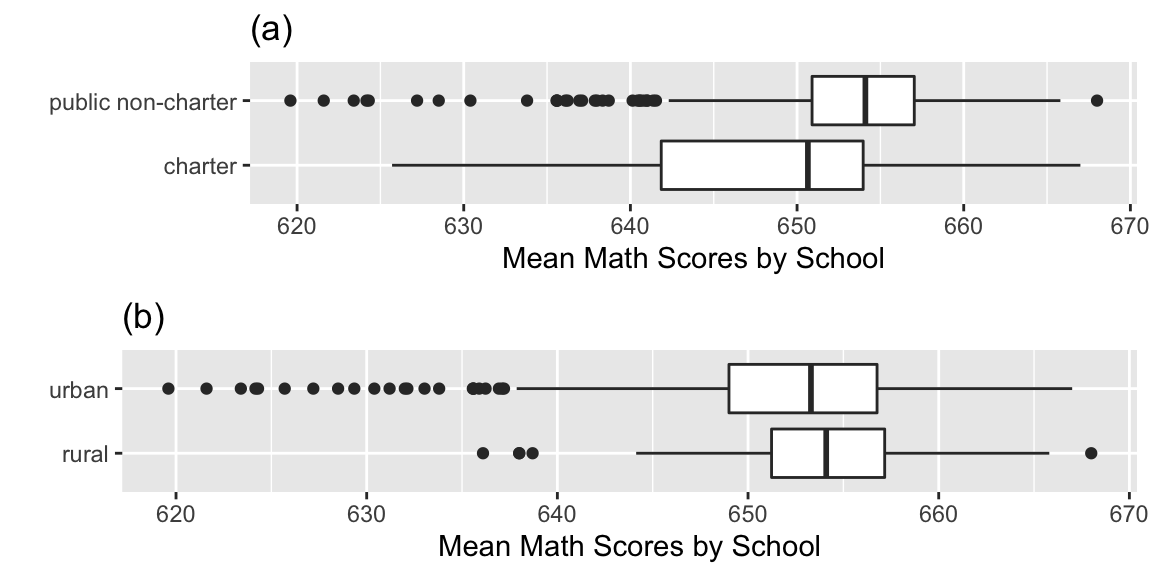 (a)
public non-charter
charter
620 630 640 650 660 670
Mean Math Scores by School
(b)
urban
rural
620 630 640 650 660 670
Mean Math Scores by School